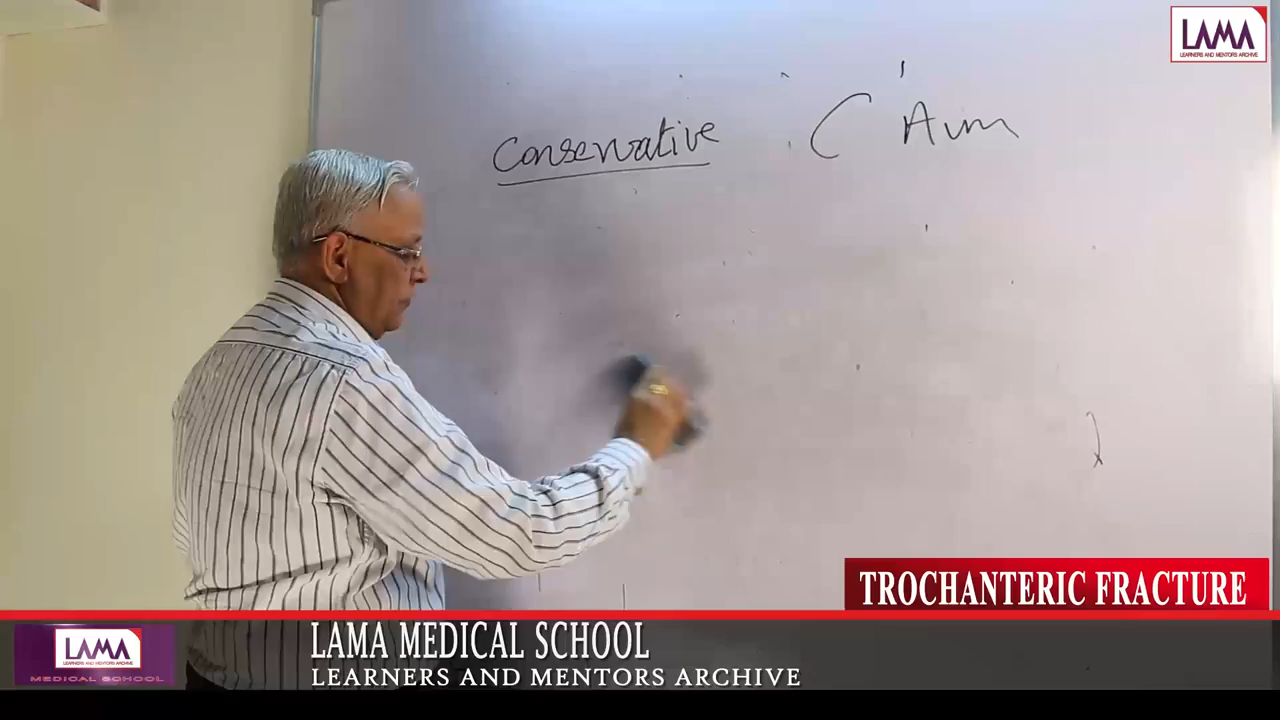 LAMA
LEARNERS AND MENTORS ARCHIVE
Conservative C Arm
TROCHANTERIC FRACTURE
LAMA
LEARNERS AND MENTORS ARCHIVE
MEDICAL SCHOOL
LAMA MEDICAL SCHOOL
LEARNERS AND MENTORS ARCHIVE